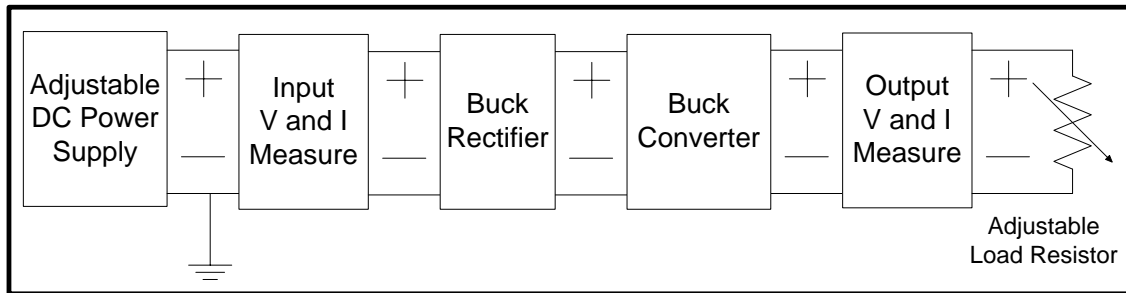 Adjustable
DC Power
Supply
Input
V and I
Measure
Buck
Rectifier
Buck
Converter
Output
V and I
Measure
Adjustable
Load Resistor